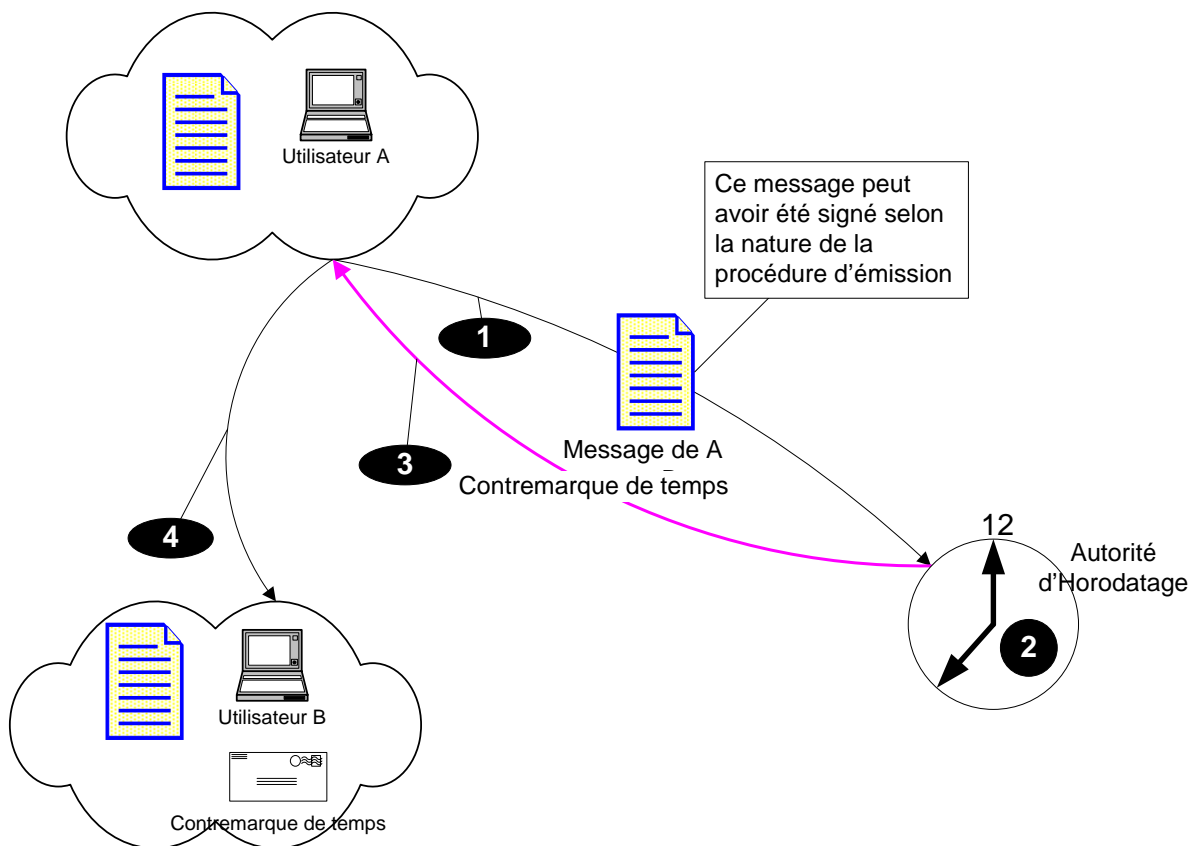 Utilisateur A
Ce message peut
avoir été signé selon
la nature de la
procédure d'émission
1
Message de A
3
Contremarque de temps
4
12
Autorité
d'Horodatage
2
Utilisateur B
Contremarque de temps